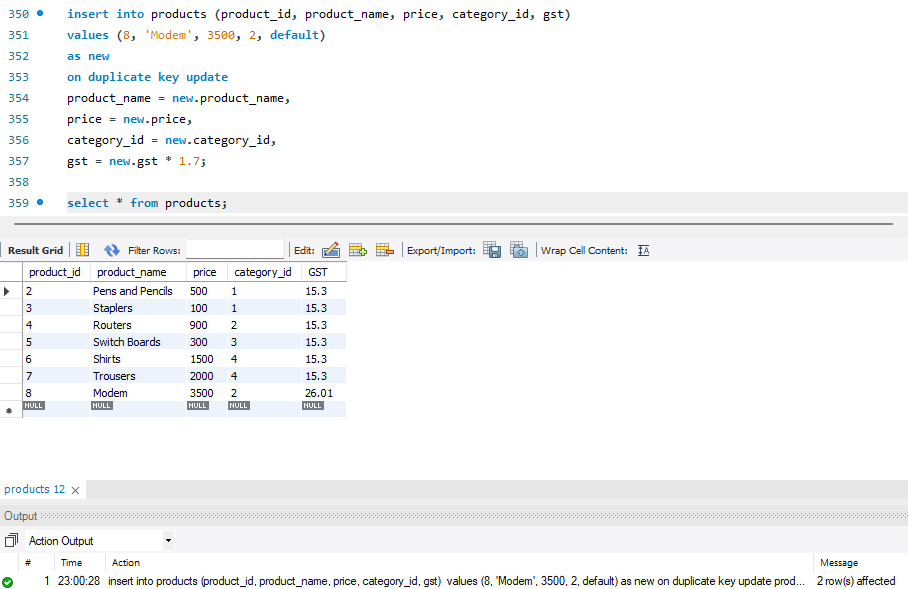 350 insert into products (product_id, product_name, price, category_id, gst)
351 values (8, 'Modem', 3500, 2, default)
352 as new
353 on duplicate key update
354 product_name = new.product_name,
355 price = new.price,
356 category_id = new.category_id,
357 gst = new.gst * 1.7;
358
359 select * from products;
Result Grid Filter Rows: Edit: Export/Import: Wrap Cell Content: IA
product_id product_name price category_id GST
2 Pens and Pencils 500 1 15.3
3 Staplers 100 1 15.3
4 Routers 900 2 15.3
5 Switch Boards 300 3 15.3
6 Shirts 1500 4 15.3
7 Trousers 2000 4 15.3
8 Modem 3500 2 26.01
NULL NULL NULL NULL NULL
products 12
Output
Action Output
# Time Action Message
1 23:00:28 insert into products (product_id, product_name, price, category_id, gst) values (8, 'Modem', 3500, 2, default) as new on duplicate key update prod... 2 row(s) affected